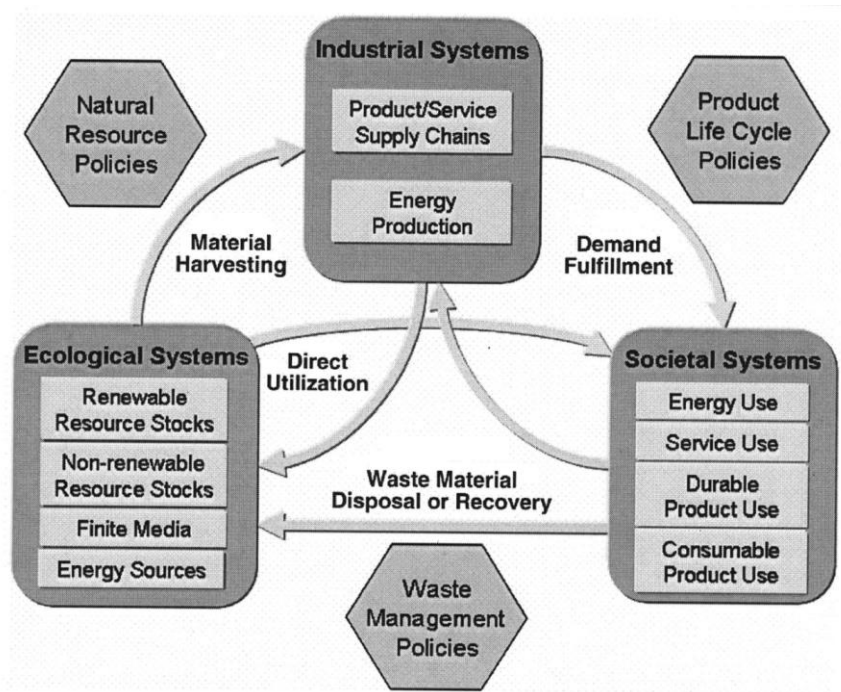 Industrial Systems
Product/Service
Supply Chains
Energy
Production
Natural
Resource
Policies
Product
Life Cycle
Policies
Material
Harvesting
Demand
Fulfillment
Ecological Systems
Renewable
Resource Stocks
Non-renewable
Resource Stocks
Finite Media
Energy Sources
Direct
Utilization
Societal Systems
Energy Use
Service Use
Durable
Product Use
Consumable
Product Use
Waste Material
Disposal or Recovery
Waste
Management
Policies